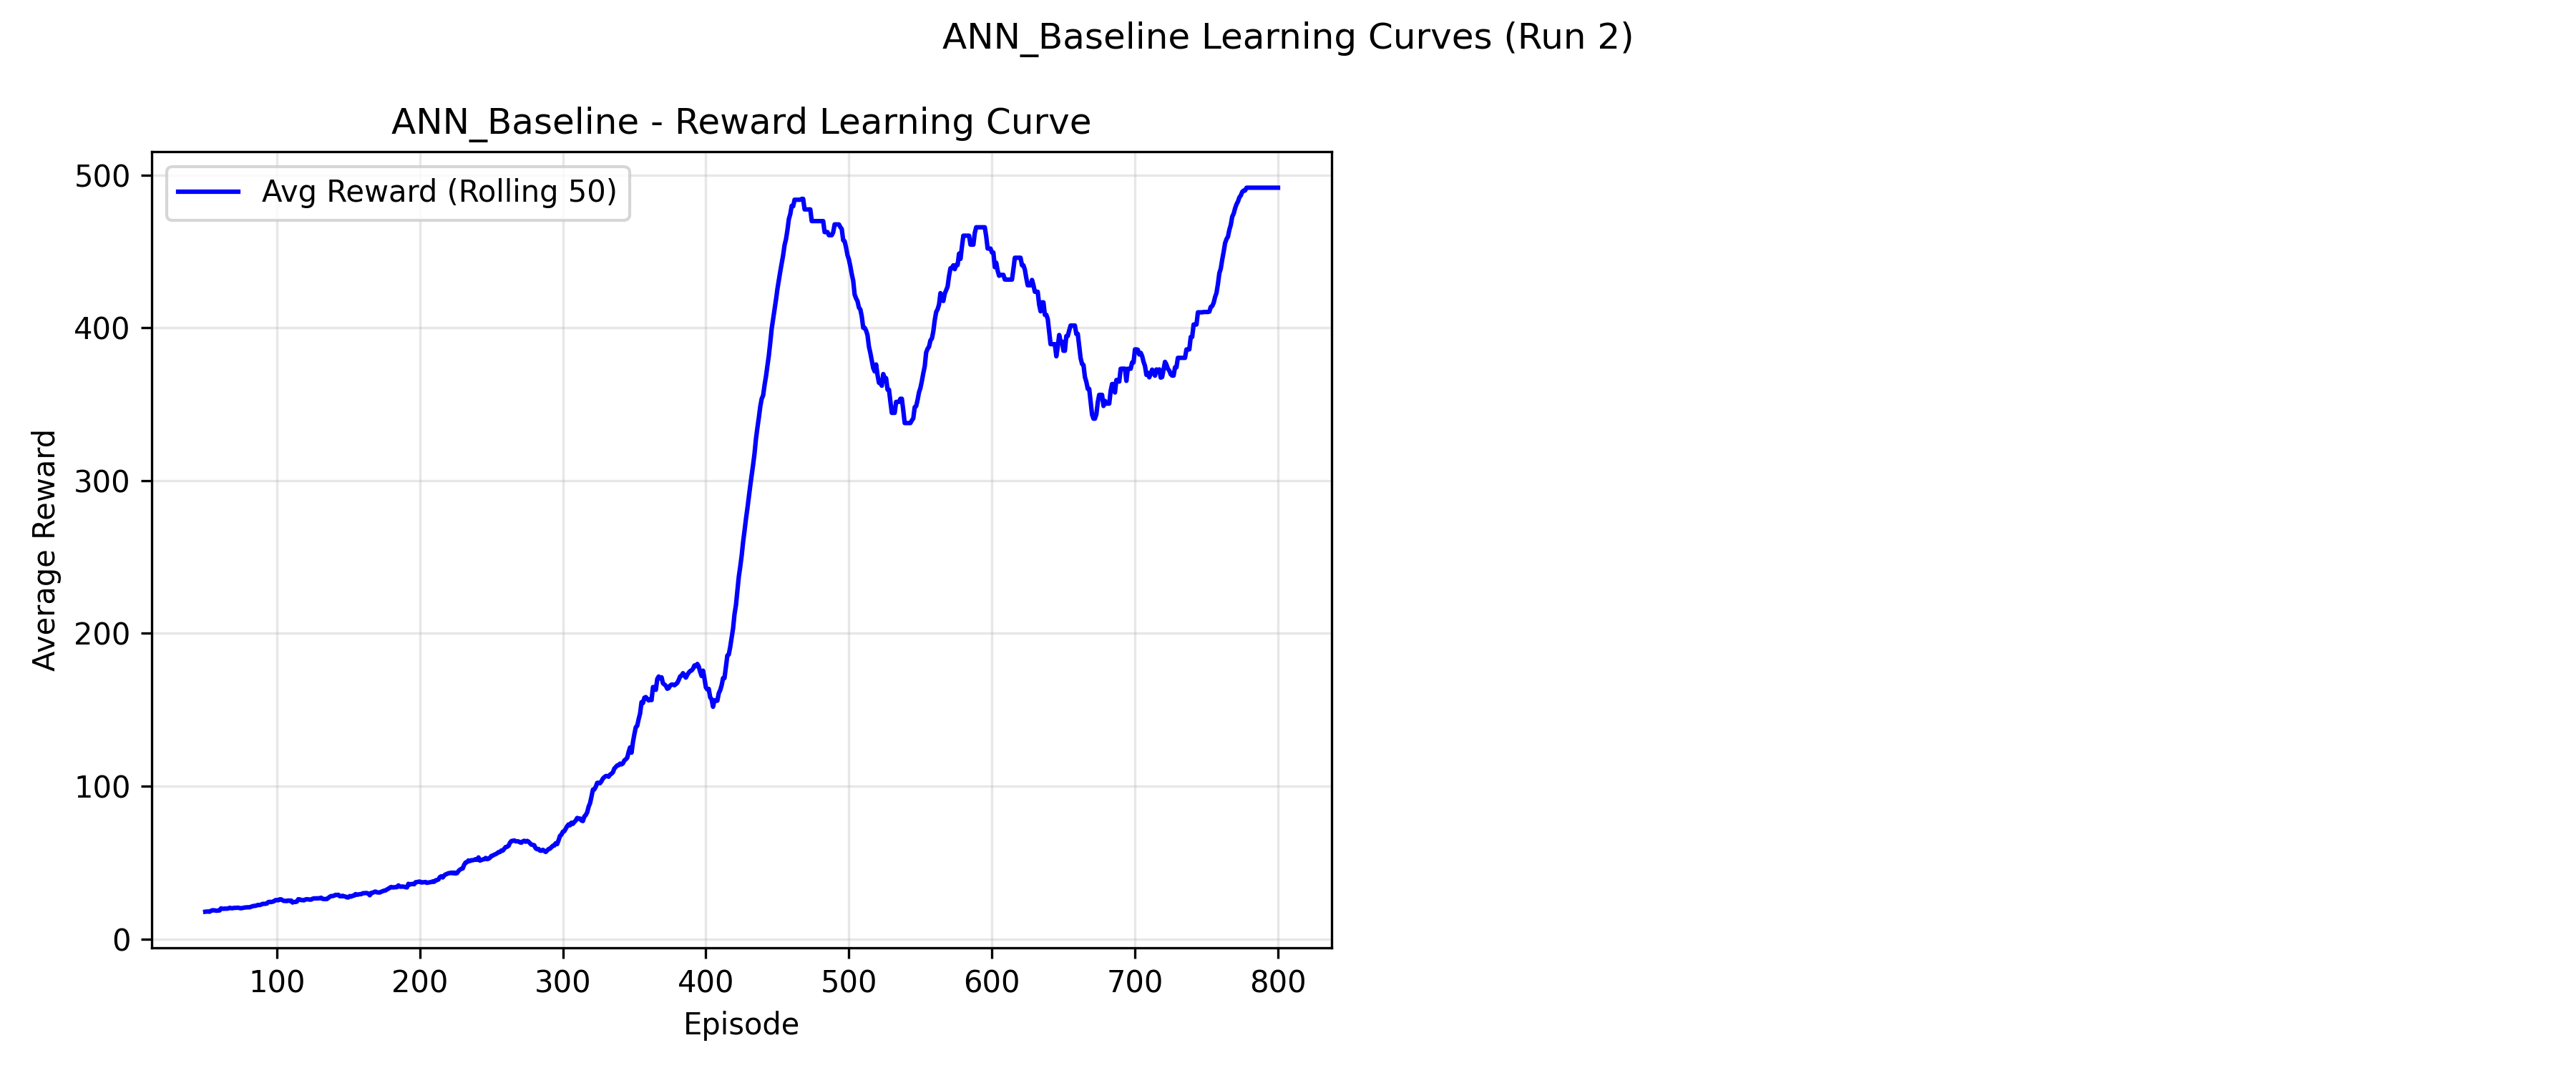 ANN_Baseline Learning Curves (Run 2)
ANN_Baseline - Reward Learning Curve
Avg Reward (Rolling 50)
500
400
300
200
100
0
Average Reward
100 200 300 400 500 600 700 800
Episode